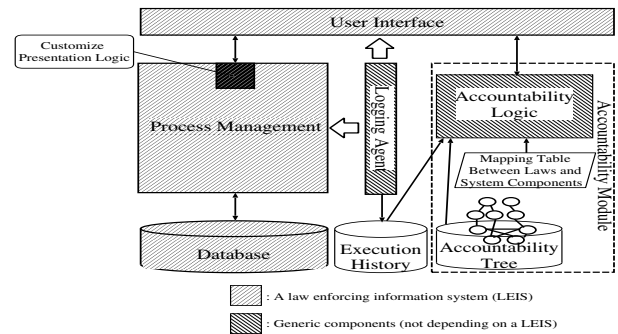 User Interface
Customize
Presentation Logic
Process Management
Logging Agent
Accountability
Logic
Accountability Module
Mapping Table
Between Laws and
System Components
Database
Execution
History
Accountability
Tree
: A law enforcing information system (LEIS)
: Generic components (not depending on a LEIS)